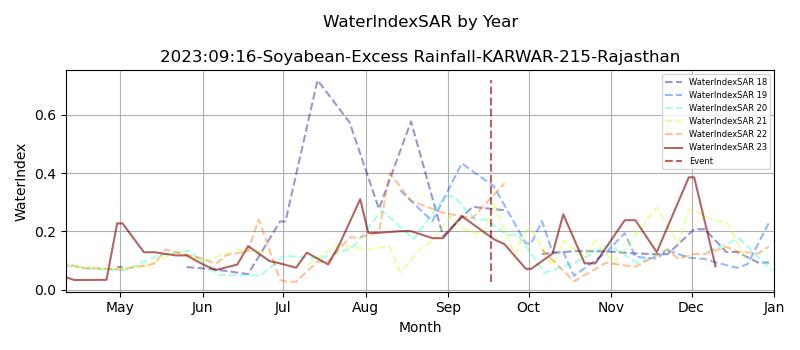 WaterIndexSAR by Year
2023:09:16-Soyabean-Excess Rainfall-KARWAR-215-Rajasthan
WaterIndexSAR 18
WaterIndexSAR 19
WaterIndexSAR 20
WaterIndexSAR 21
WaterIndexSAR 22
WaterIndexSAR 23
Event
WaterIndex
0.6
0.4
0.2
0.0
May Jun Jul Aug Sep Oct Nov Dec Jan
Month